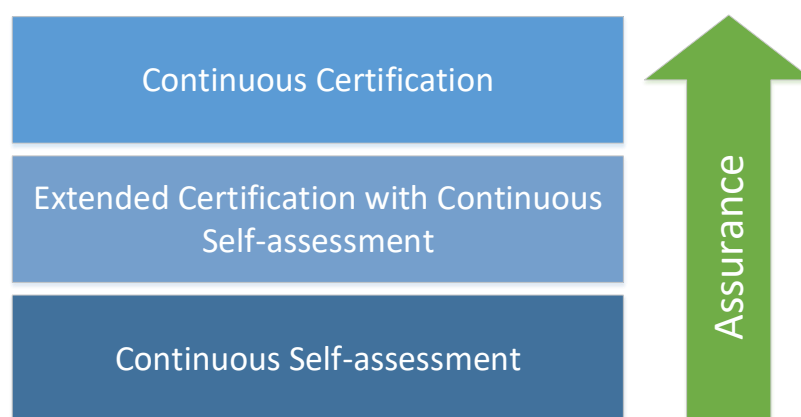 Continuous Certification
Extended Certification with Continuous
Self-assessment
Continuous Self-assessment
Assurance